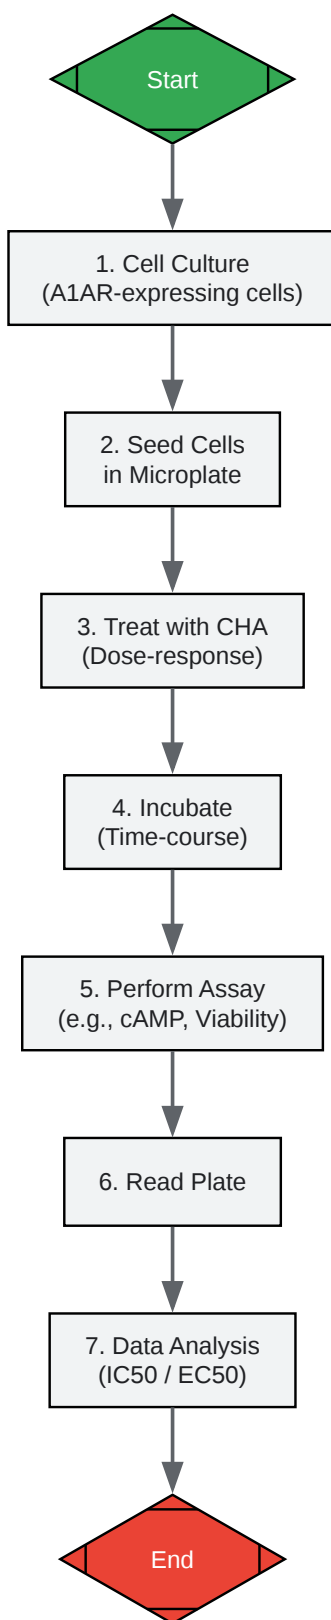 Start
1. Cell Culture
(A1AR-expressing cells)
2. Seed Cells
in Microplate
3. Treat with CHA
(Dose-response)
4. Incubate
(Time-course)
5. Perform Assay
(e.g., cAMP, Viability)
6. Read Plate
7. Data Analysis
(IC50 / EC50)
End